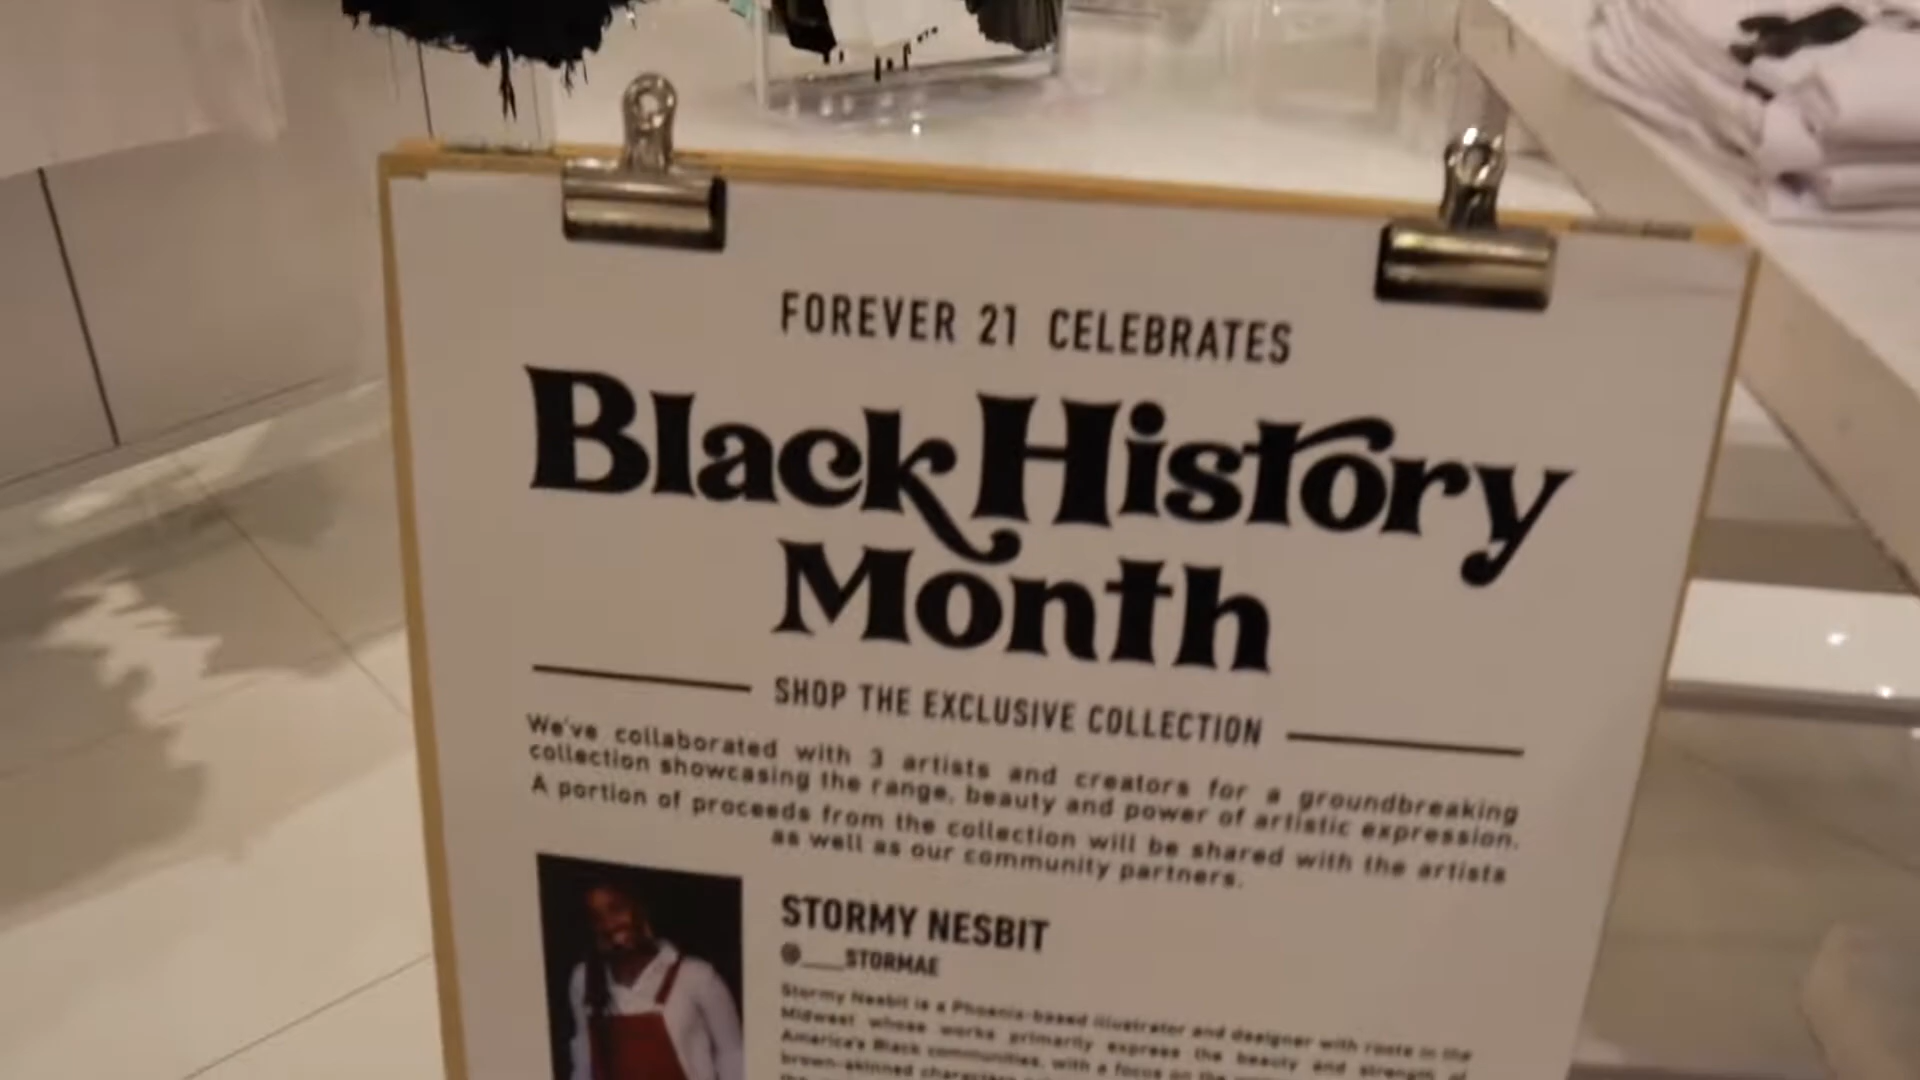 FOREVER 21 CELEBRATES
Black History
Month
SHOP THE EXCLUSIVE COLLECTION
We've collaborated with 3 artists and creators for a groundbreaking
collection showcasing the range, beauty and power of artistic expression.
A portion of proceeds from the collection will be shared with the artists
as well as our community partners.
STORMY NESBIT
@___STORMAE
Stormy Nesbit is a Phoenix-based illustrator and designer with roots in the
Midwest whose works primarily express the beauty and strength of
America's Black communities, with a focus on the
brown-skinned characters